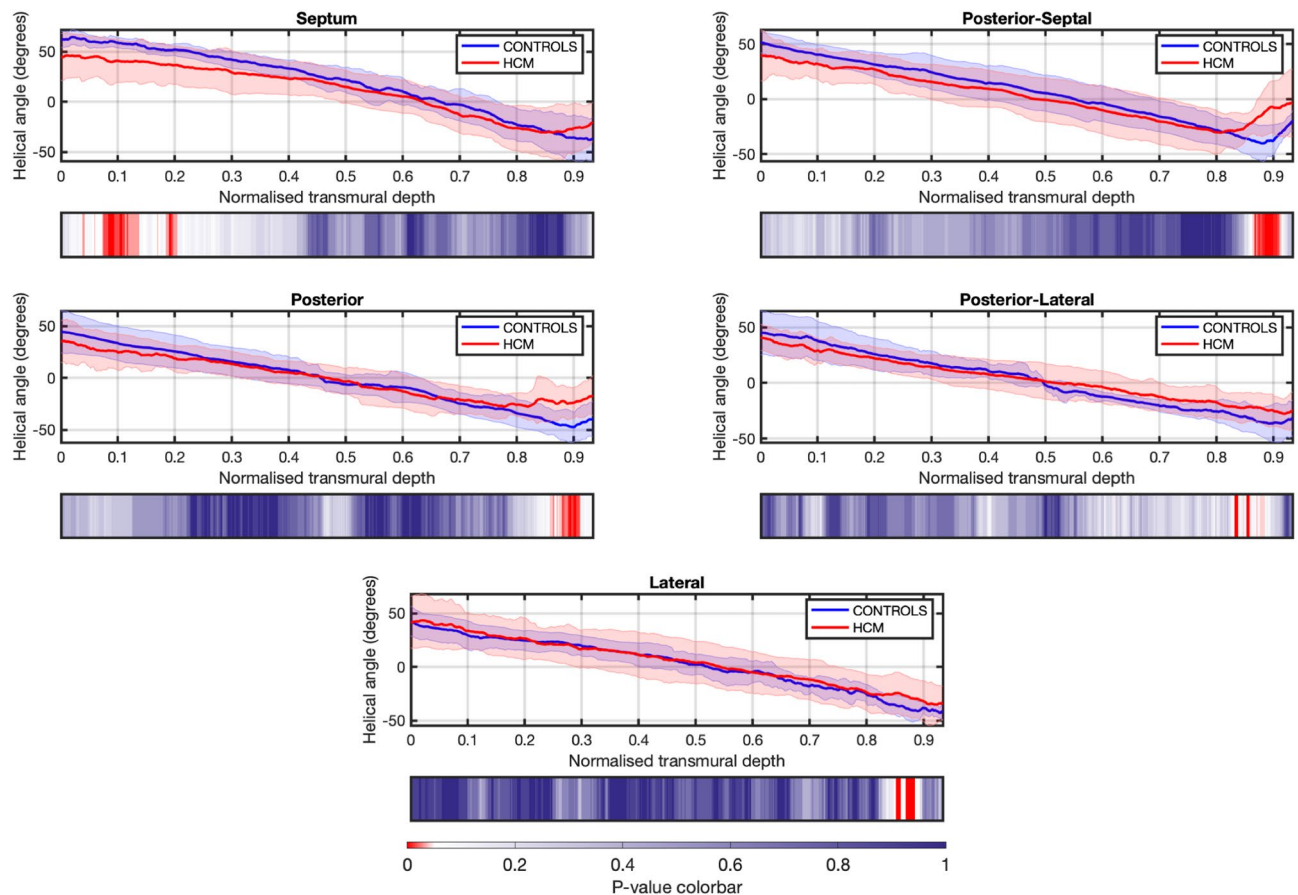 Septum
Helical angle (degrees)
50
0
-50
CONTROLS
HCM
0 0.1 0.2 0.3 0.4 0.5 0.6 0.7 0.8 0.9
Normalised transmural depth
Posterior-Septal
Helical angle (degrees)
50
0
-50
CONTROLS
HCM
0 0.1 0.2 0.3 0.4 0.5 0.6 0.7 0.8 0.9
Normalised transmural depth
Posterior
Helical angle (degrees)
50
0
-50
CONTROLS
HCM
0 0.1 0.2 0.3 0.4 0.5 0.6 0.7 0.8 0.9
Normalised transmural depth
Posterior-Lateral
Helical angle (degrees)
50
0
-50
CONTROLS
HCM
0 0.1 0.2 0.3 0.4 0.5 0.6 0.7 0.8 0.9
Normalised transmural depth
Lateral
Helical angle (degrees)
50
0
-50
CONTROLS
HCM
0 0.1 0.2 0.3 0.4 0.5 0.6 0.7 0.8 0.9
Normalised transmural depth
0 0.2 0.4 0.6 0.8 1
P-value colorbar